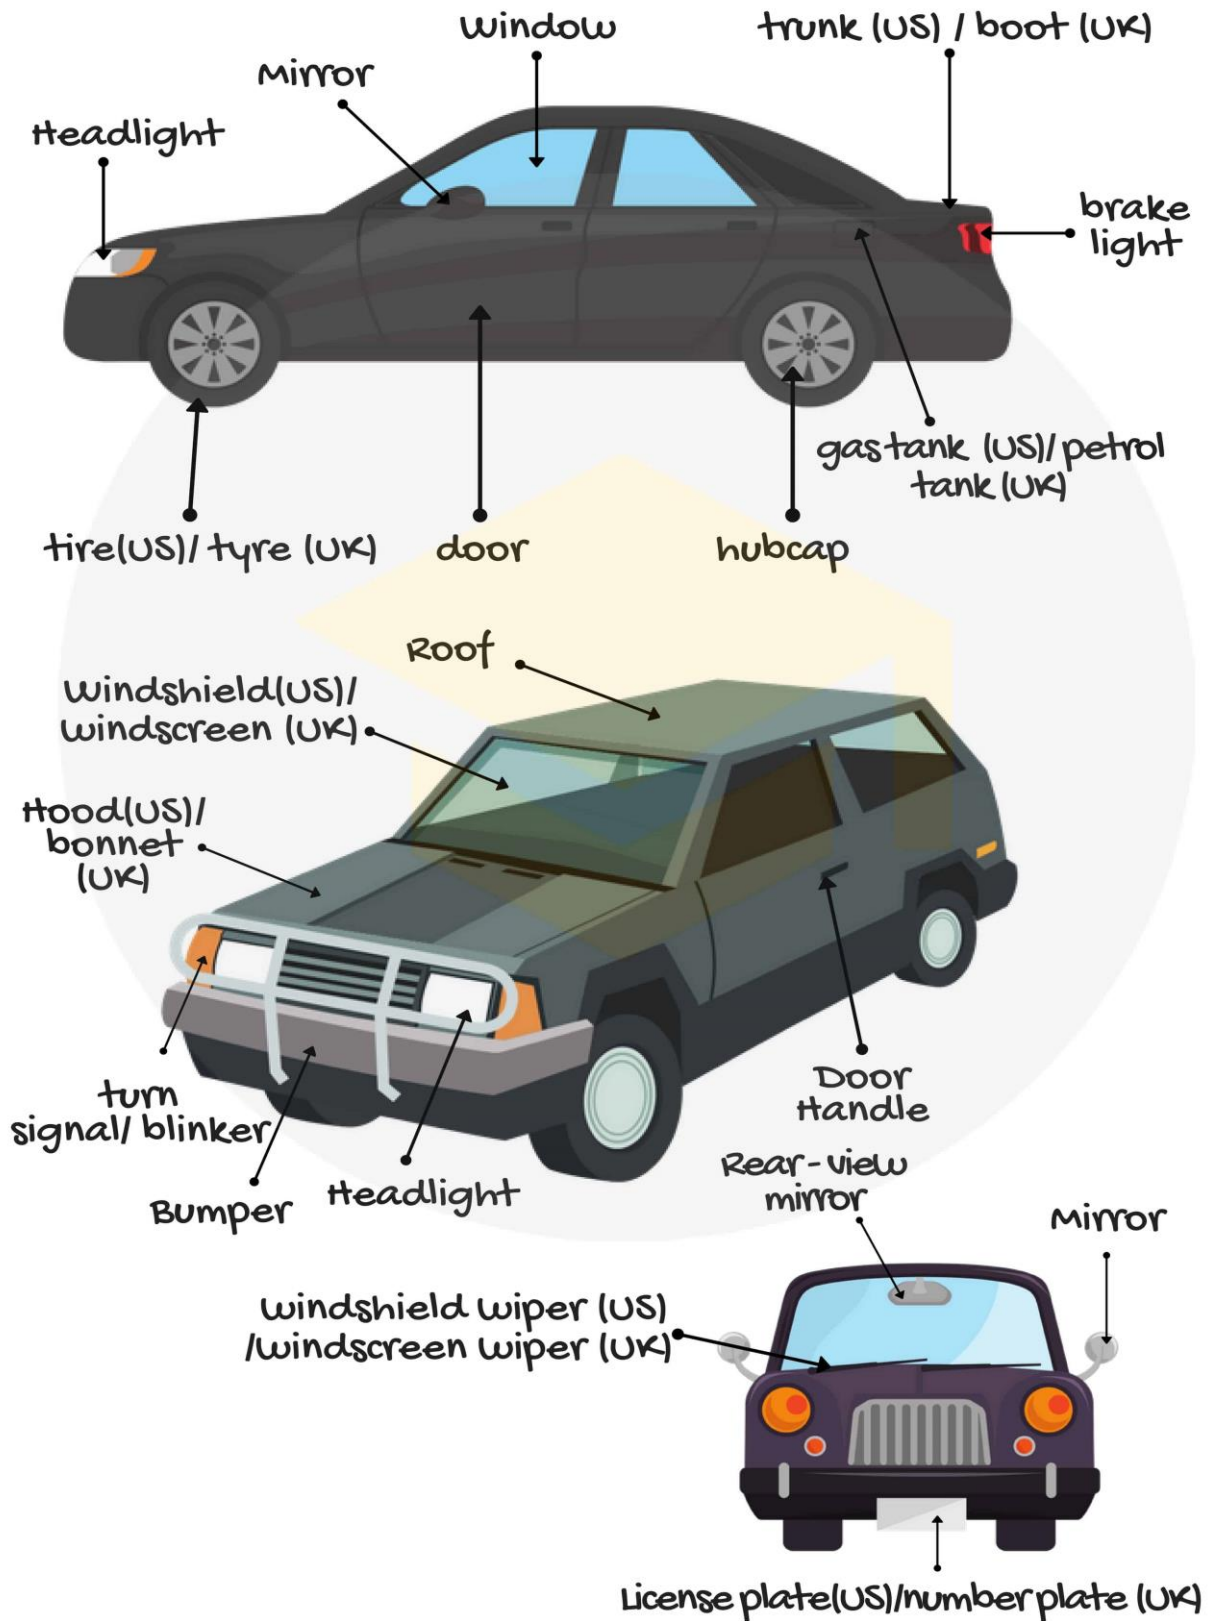 window
trunk (US) / boot (UK)
Mirror
Headlight
brake
light
gas tank (US)/ petrol
tank (UK)
tire(US)/ tyre (UK)
door
hubcap
Roof
windshield(US)/
windscreen (UK)
Hood(US)/
bonnet
(UK)
turn
signal/ blinker
Bumper
Headlight
Door
Handle
Rear-view
mirror
Mirror
windshield wiper (US)
/windscreen wiper (UK)
License plate(US)/number plate (UK)